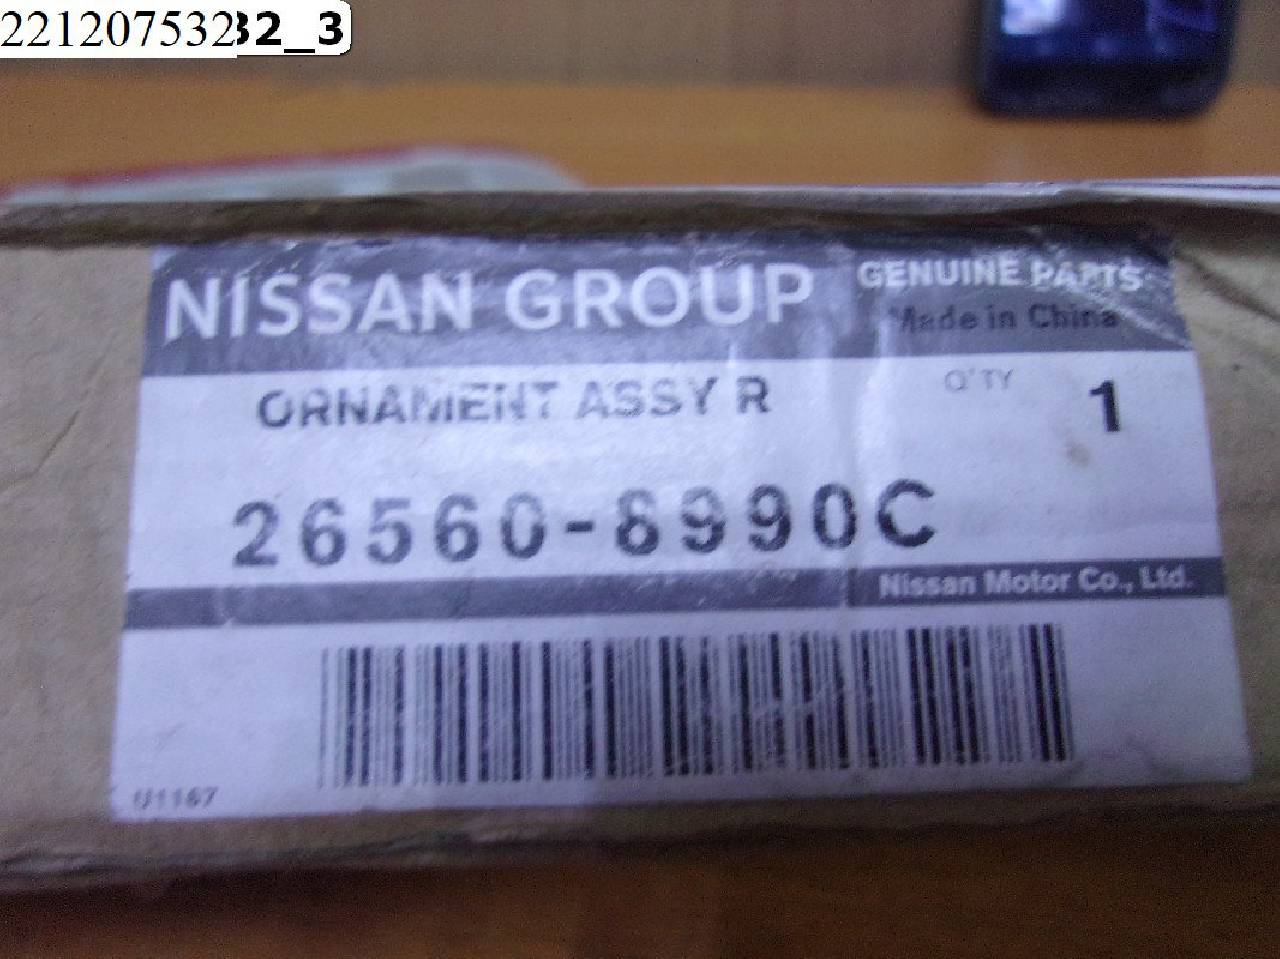 22120753232_3
NISSAN GROUP
GENUINE PARTS
Made in China
ORNAMENT ASSY R
Q'TY
1
26560-8990C
Nissan Motor Co., Ltd.
U1167